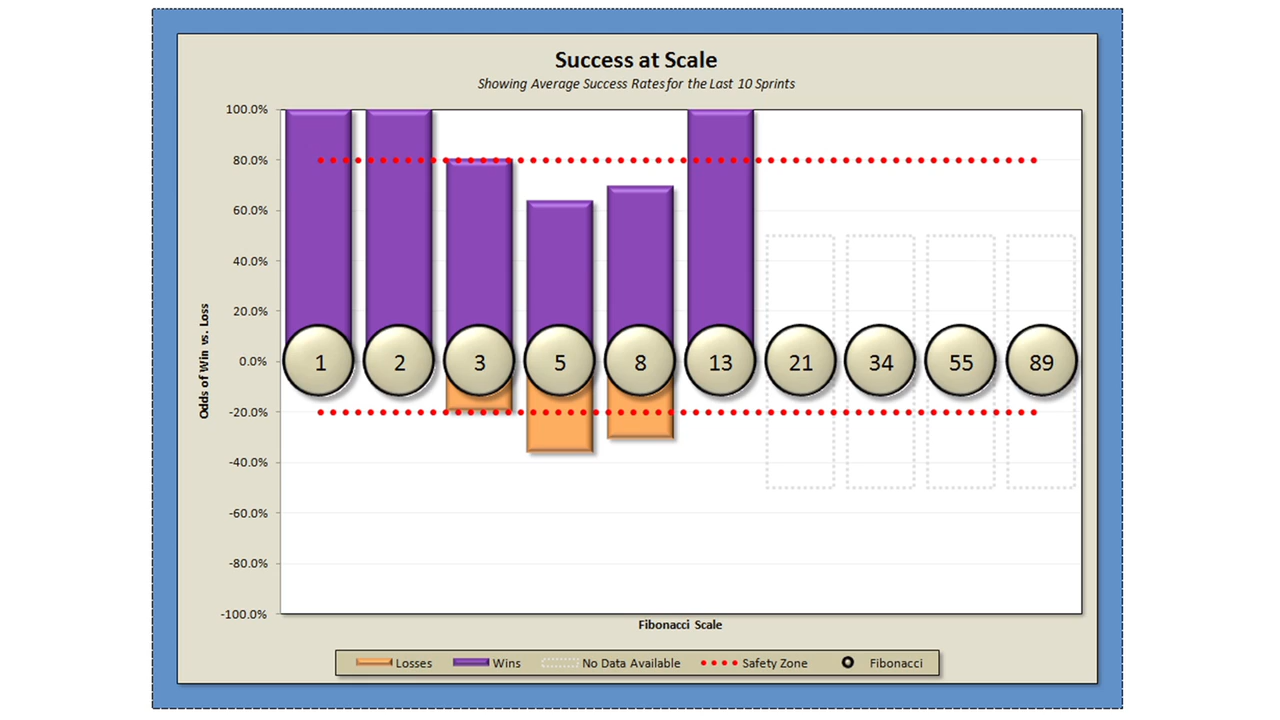 Success at Scale
Showing Average Success Rates for the Last 10 Sprints
100.0%
80.0%
60.0%
40.0%
20.0%
0.0%
-20.0%
-40.0%
-60.0%
-80.0%
-100.0%
Odds of Win vs. Loss
1 2 3 5 8 13 21 34 55 89
Fibonacci Scale
Losses Wins No Data Available Safety Zone Fibonacci